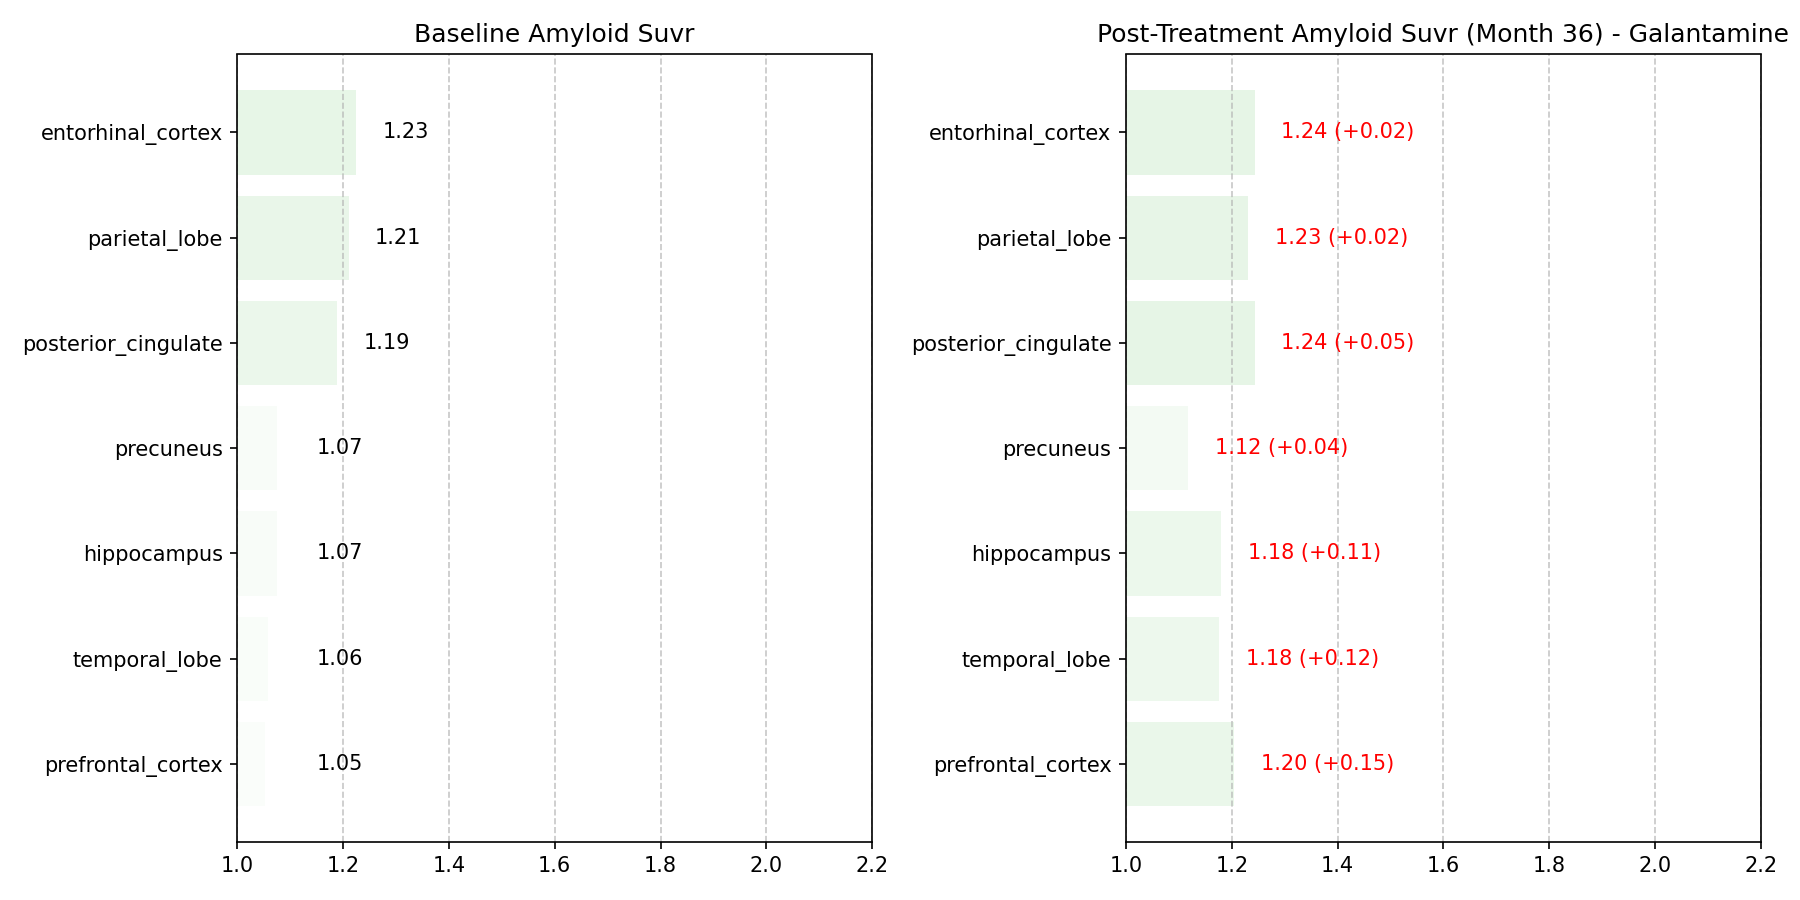 Baseline Amyloid Suvr
entorhinal_cortex
1.23
parietal_lobe
1.21
posterior_cingulate
1.19
precuneus
1.07
hippocampus
1.07
temporal_lobe
1.06
prefrontal_cortex
1.05
1.0 1.2 1.4 1.6 1.8 2.0 2.2
Post-Treatment Amyloid Suvr (Month 36) - Galantamine
entorhinal_cortex
1.24 (+0.02)
parietal_lobe
1.23 (+0.02)
posterior_cingulate
1.24 (+0.05)
precuneus
1.12 (+0.04)
hippocampus
1.18 (+0.11)
temporal_lobe
1.18 (+0.12)
prefrontal_cortex
1.20 (+0.15)
1.0 1.2 1.4 1.6 1.8 2.0 2.2